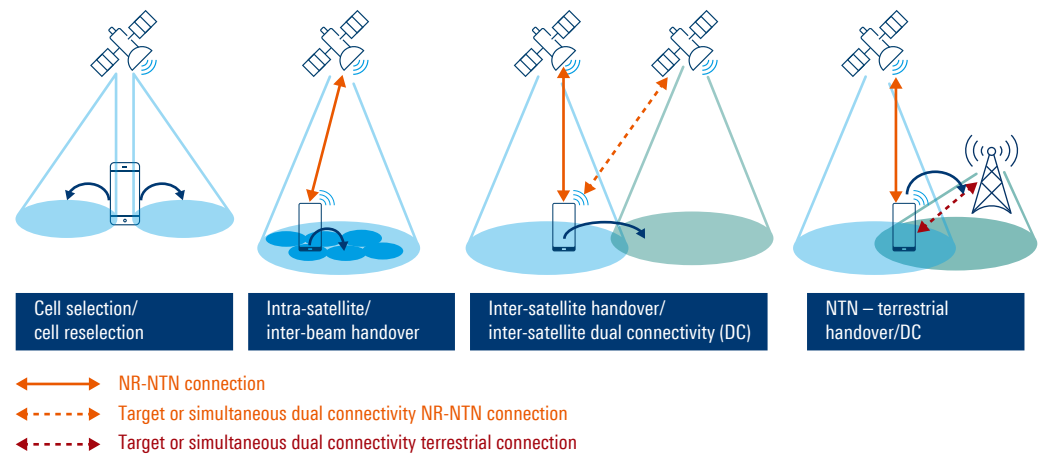 Cell selection/
cell reselection
Intra-satellite/
inter-beam handover
Inter-satellite handover/
inter-satellite dual connectivity (DC)
NTN – terrestrial
handover/DC
NR-NTN connection
Target or simultaneous dual connectivity NR-NTN connection
Target or simultaneous dual connectivity terrestrial connection